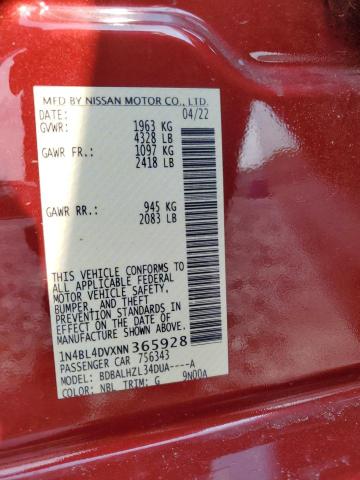 MFD BY NISSAN MOTOR CO., LTD.
DATE: 04/22
GVWR: 1963 KG
4328 LB
GAWR FR.: 1097 KG
2418 LB
GAWR RR.: 945 KG
2083 LB
THIS VEHICLE CONFORMS TO
ALL APPLICABLE FEDERAL
MOTOR VEHICLE SAFETY,
BUMPER, AND THEFT
PREVENTION STANDARDS IN
EFFECT ON THE DATE OF
MANUFACTURE SHOWN ABOVE.
1N4BL4DVXNN365928
PASSENGER CAR 756343
MODEL: BDBALHZL34DUA----A
COLOR: NBL TRIM: G 9N00A